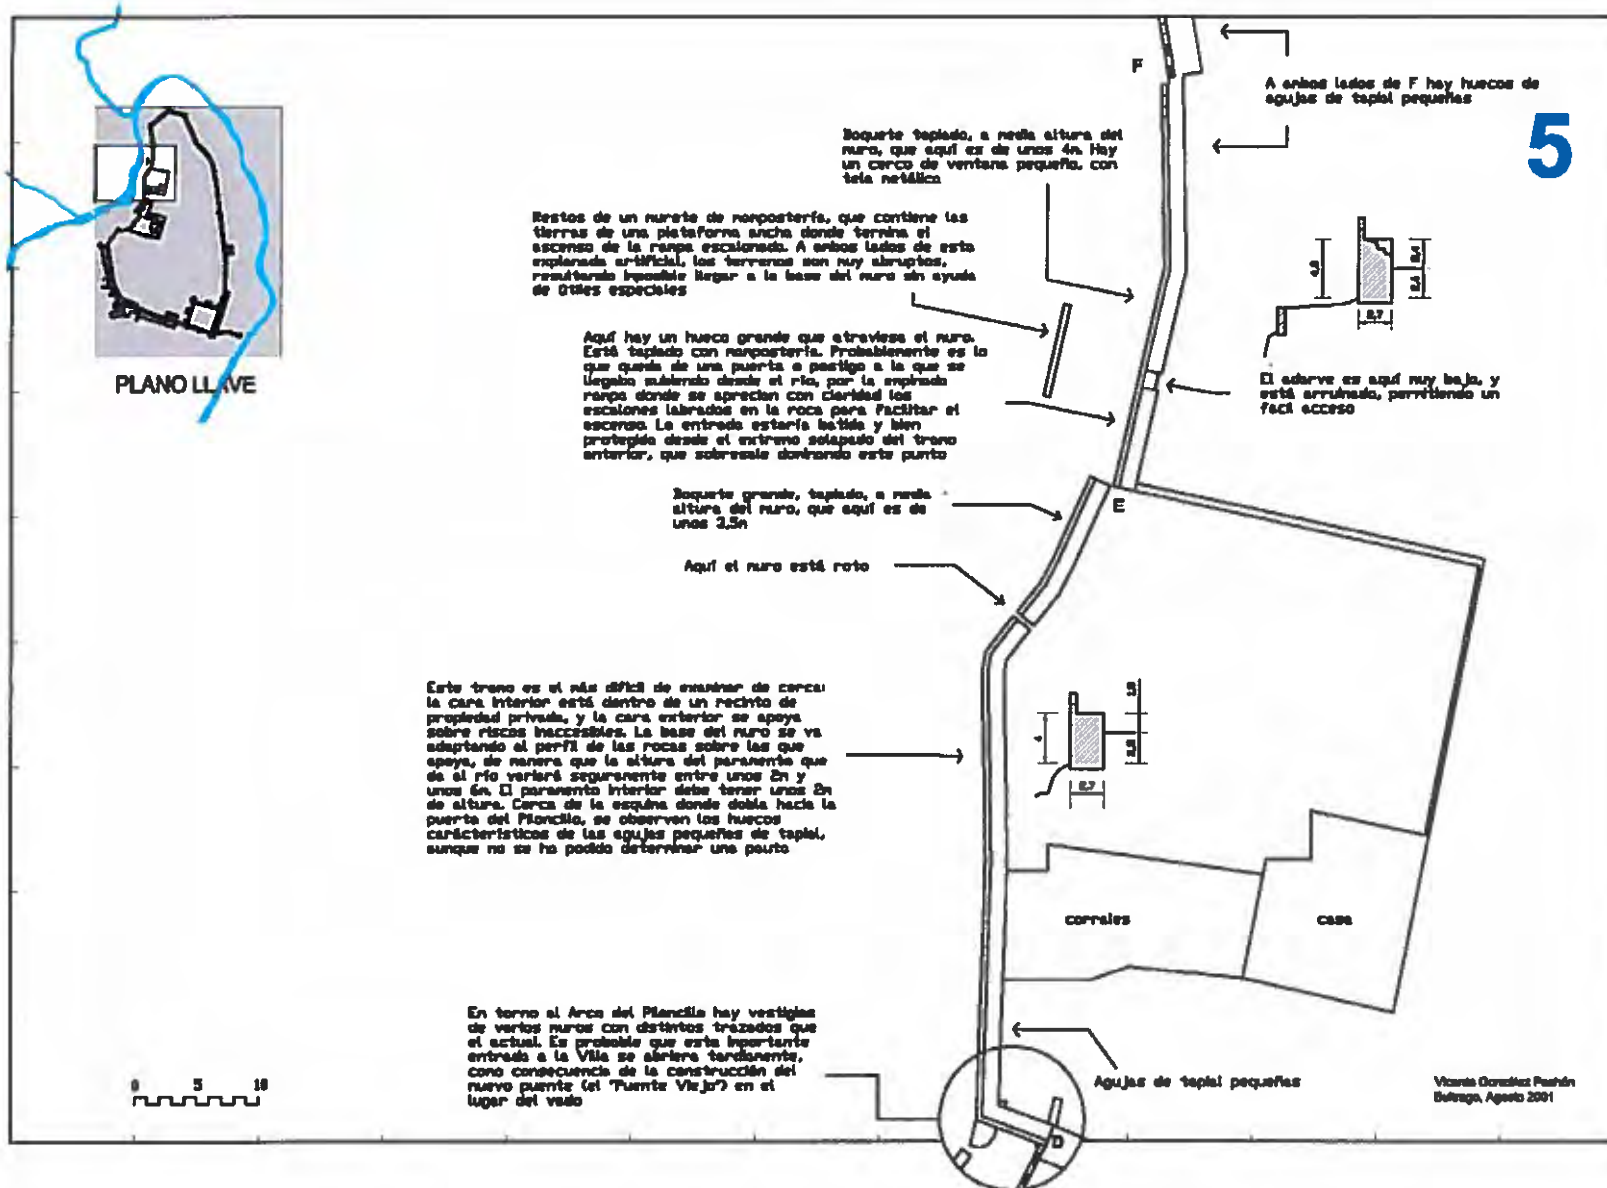 F
A ambos lados de F hay huecos de
agujas de tapial pequeñas
5
Boquete tapiado, a media altura del
muro, que aquí es de unos 4m. Hay
un cerco de ventana pequeño, con
tela metálica
Restos de un murete de mampostería, que contiene las
tierras de una plataforma ancha donde termina el
ascenso de la rampa escalonada. A ambos lados de esta
explanada artificial, los terrenos son muy abruptos,
resultando imposible llegar a la base del muro sin ayuda
de útiles especiales
Aquí hay un hueco grande que atraviesa el muro.
Está tapiado con mampostería. Probablemente es lo
que queda de una puerta o postigo a la que se
llegaba subiendo desde el río, por la empinada
rampa donde se aprecian con claridad los
escalones labrados en la roca para facilitar el
ascenso. La entrada estaría batida y bien
protegida desde el extremo solapado del tramo
anterior, que sobresale dominando este punto
PLANO LLAVE
2,7
El adarve es aquí muy bajo, y
está arruinado, permitiendo un
facil acceso
Boquete grande, tapiado, a media
altura del muro, que aquí es de
unos 3,5m
E
Aquí el muro está roto
Este tramo es el más difícil de examinar de cerca:
la cara interior está dentro de un recinto de
propiedad privada, y la cara exterior se apoya
sobre riscos inaccesibles. La base del muro se va
adaptando al perfil de las rocas sobre las que
apoya, de manera que la altura del paramento que
da al río variará seguramente entre unos 2m y
unos 6m. El paramento interior debe tener unos 2m
de altura. Cerca de la esquina donde dobla hacia la
puerta del Piloncillo, se observan los huecos
carácterísticos de las agujas pequeñas de tapial,
aunque no se ha podido determinar una pauta
4
2,7
corrales
casa
En torno al Arco del Piloncillo hay vestigios
de varios muros con distintos trazados que
el actual. Es probable que esta importante
entrada a la Villa se abriera tardíamente,
como consecuencia de la construcción del
nuevo puente (el "Puente Viejo") en el
lugar del vado
0 5 10
Agujas de tapial pequeñas
D
Vicente González Pachón
Buitrago, Agosto 2001